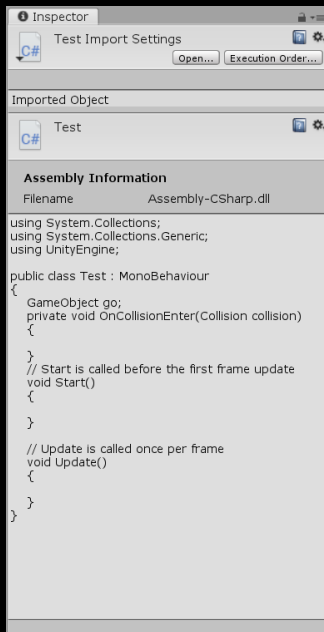 Inspector
Test Import Settings
Open... Execution Order...
C#
Imported Object
Test
C#
Assembly Information
Filename Assembly-CSharp.dll
using System.Collections;
using System.Collections.Generic;
using UnityEngine;
public class Test : MonoBehaviour
{
GameObject go;
private void OnCollisionEnter(Collision collision)
{
}
// Start is called before the first frame update
void Start()
{
}
// Update is called once per frame
void Update()
{
}
}